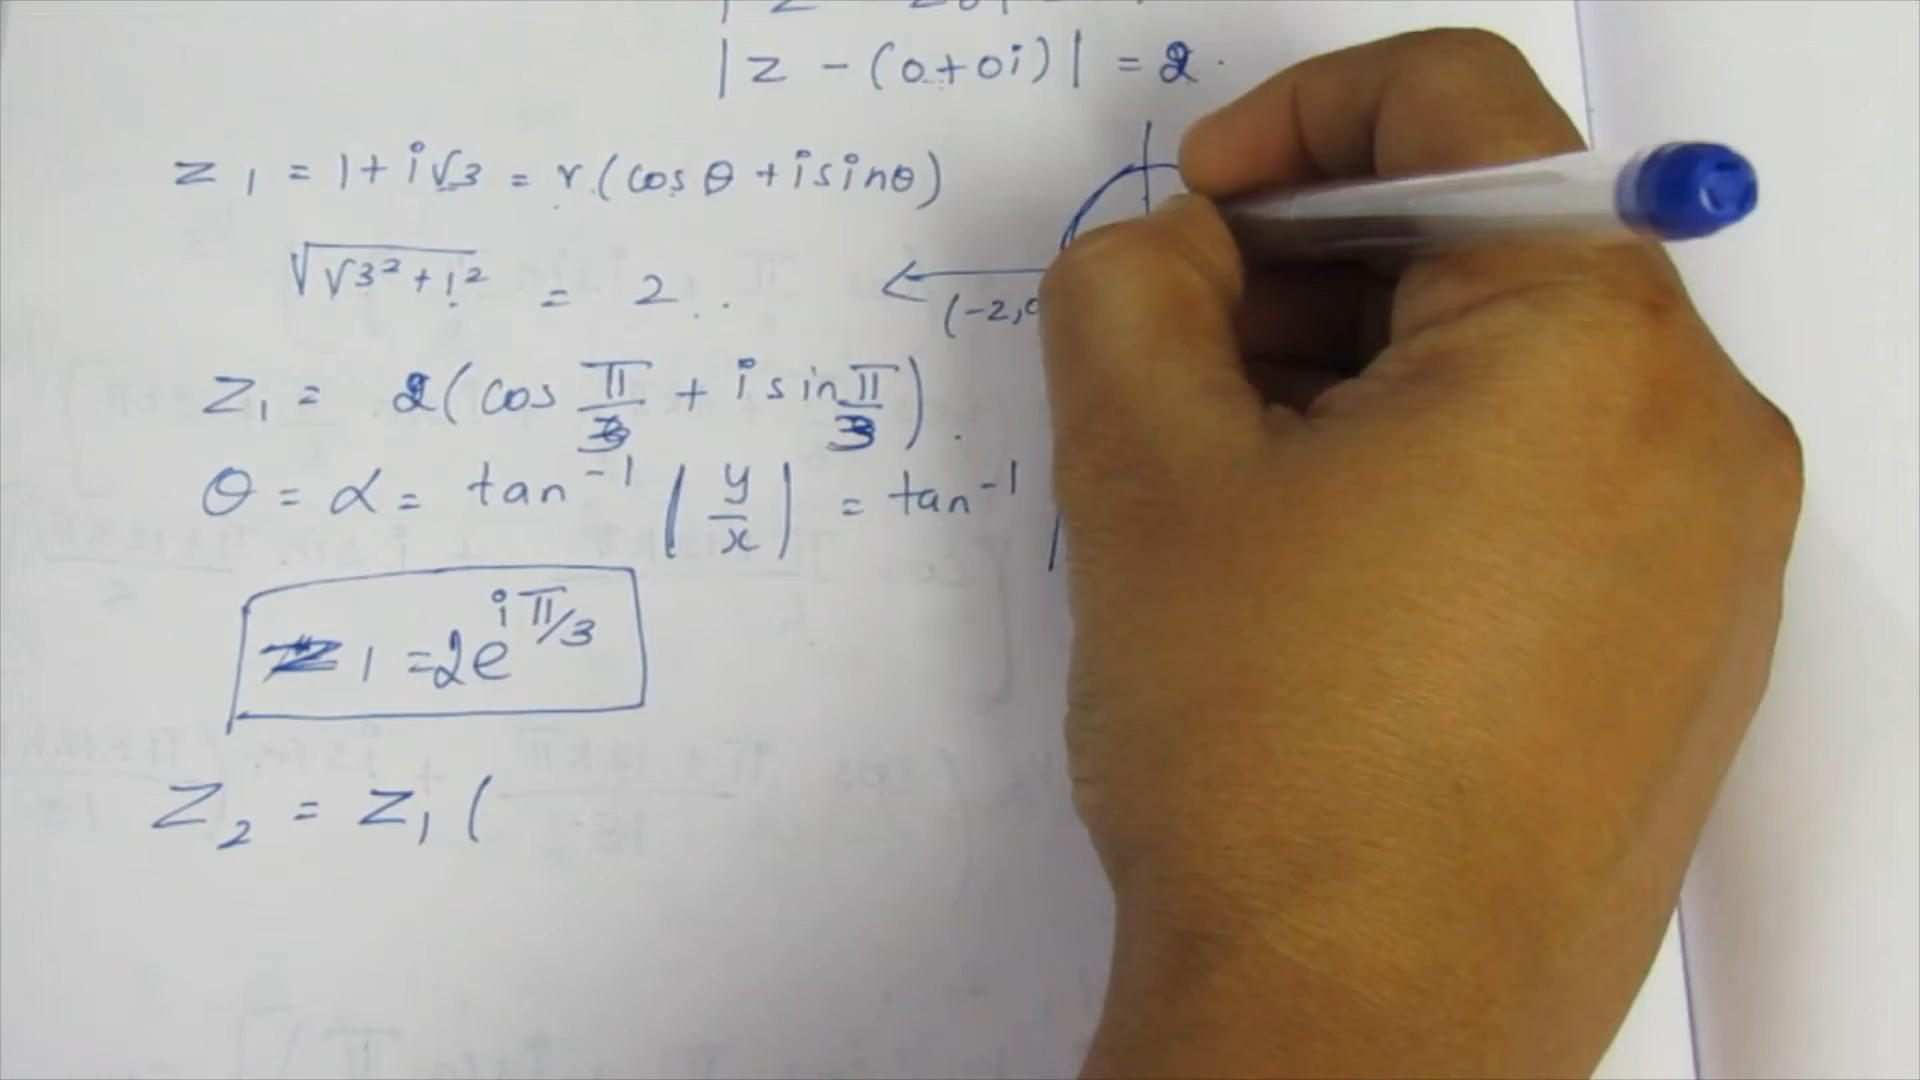 |z - (0+0i)| = 2.
z1 = 1+i√3 = r(cosθ + isinθ)
√√3² + 1² = 2.
(-2,0
z1 = 2(cos π/3 + i sin π/3).
θ = α = tan⁻¹ |y/x| = tan⁻¹ |
z1 = 2e^iπ/3
z2 = z1 (